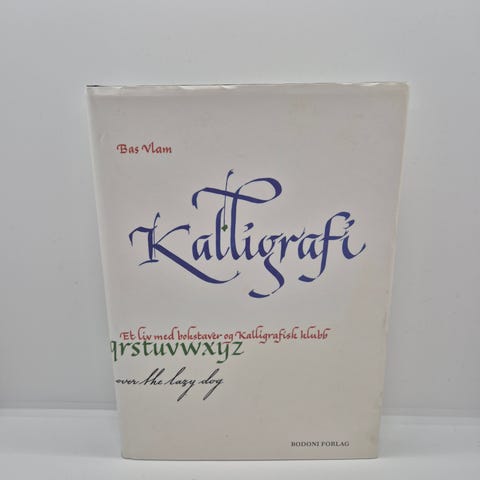 Bas Vlam
Kalligrafi
Et liv med bokstaver og Kalligrafisk klubb
qrstuvwxyz
over the lazy dog
BODONI FORLAG